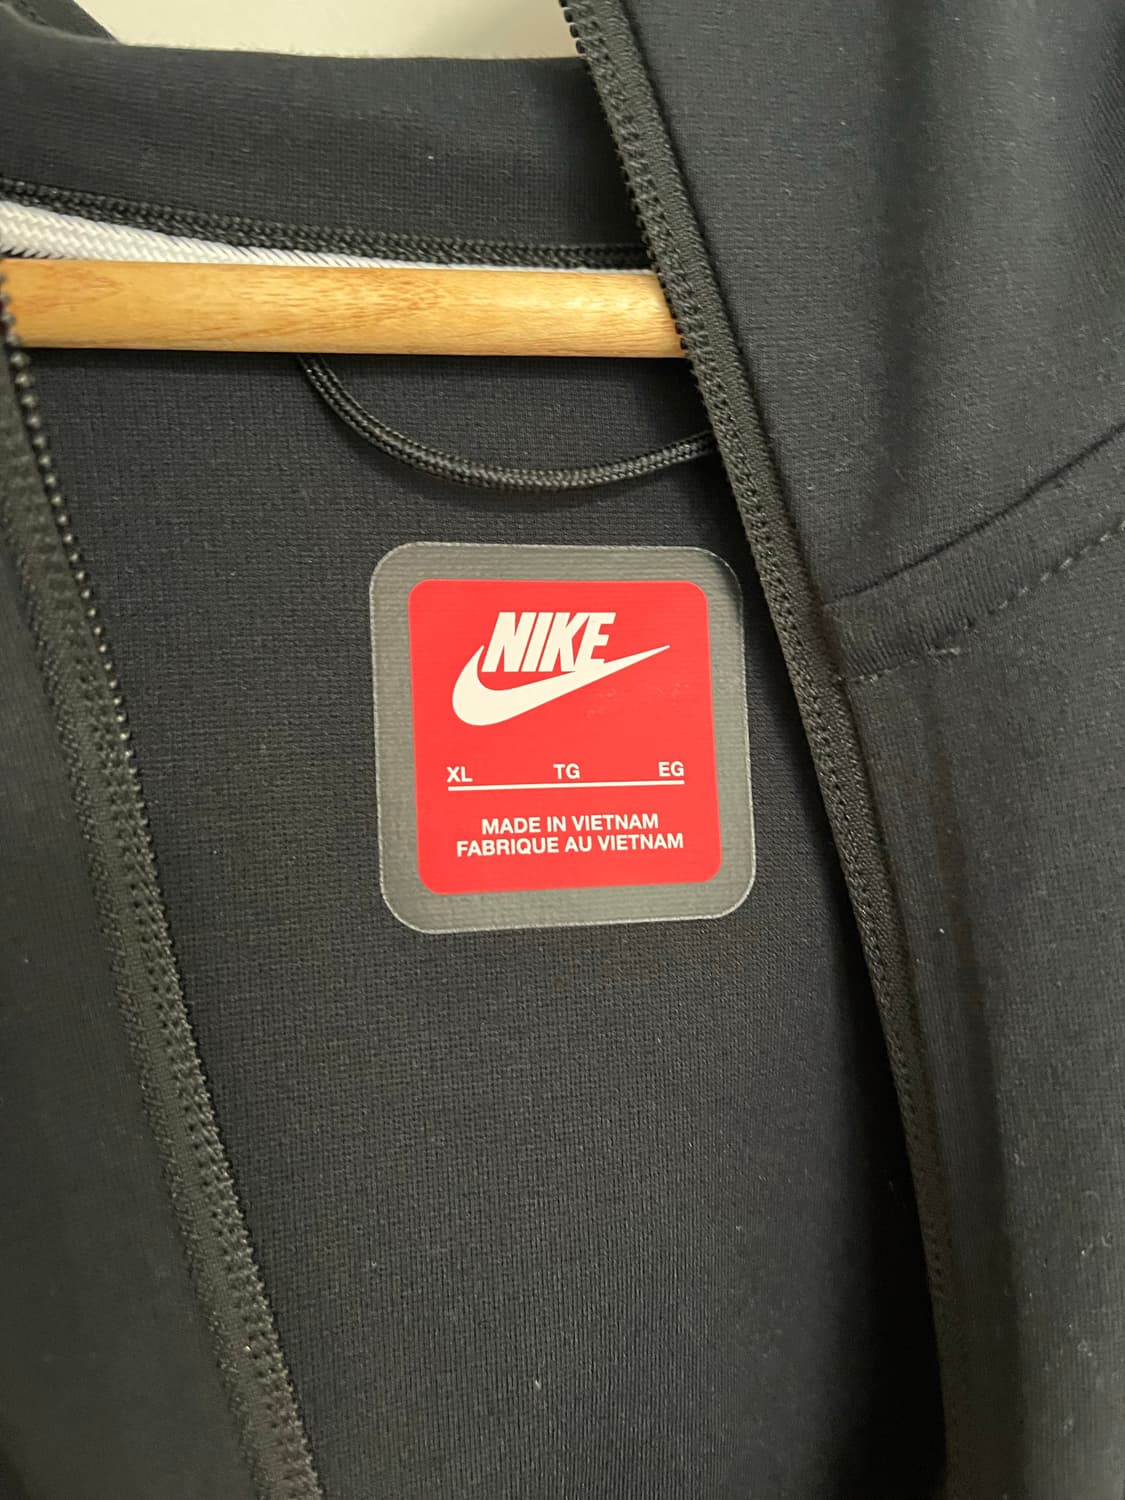 NIKE
XL TG EG
MADE IN VIETNAM
FABRIQUE AU VIETNAM